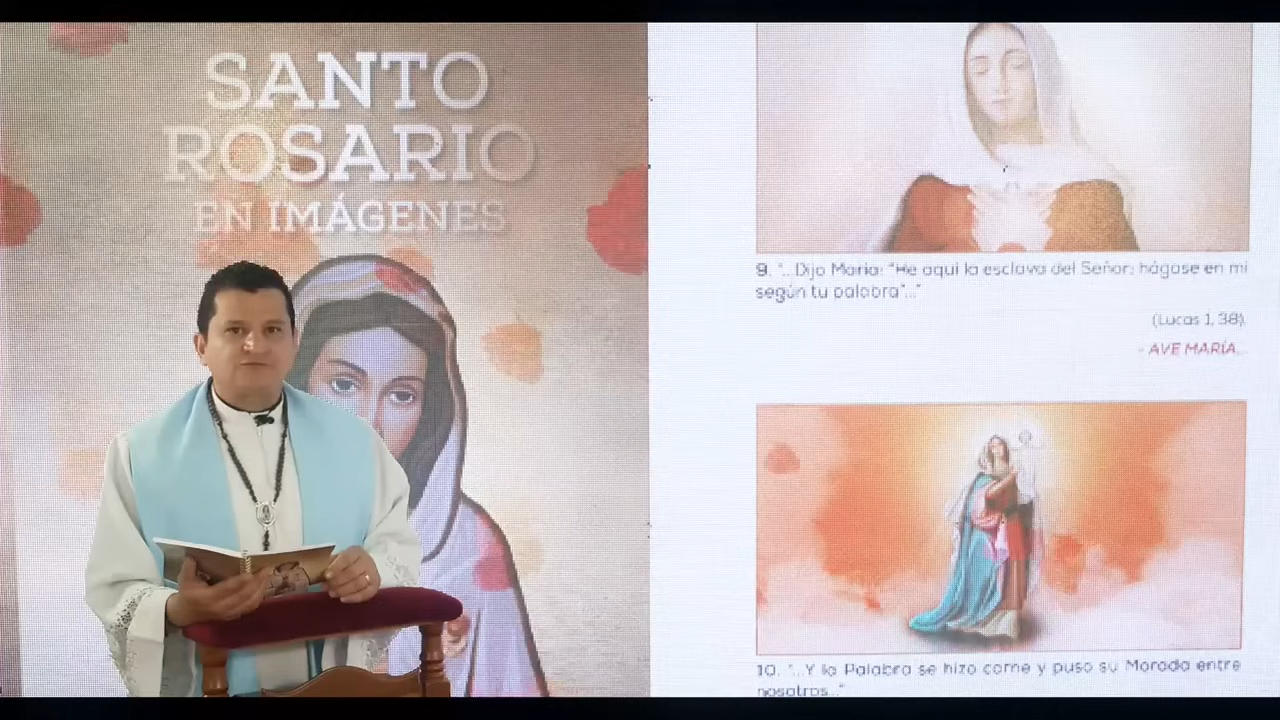 SANTO
ROSARIO
EN IMÁGENES
9. "... Dijo María: "He aquí la esclava del Señor; hágase en mí
según tu palabra"..."
(Lucas 1, 38).
- AVE MARÍA...
10. "...Y la Palabra se hizo carne y puso su Morada entre
nosotros..."